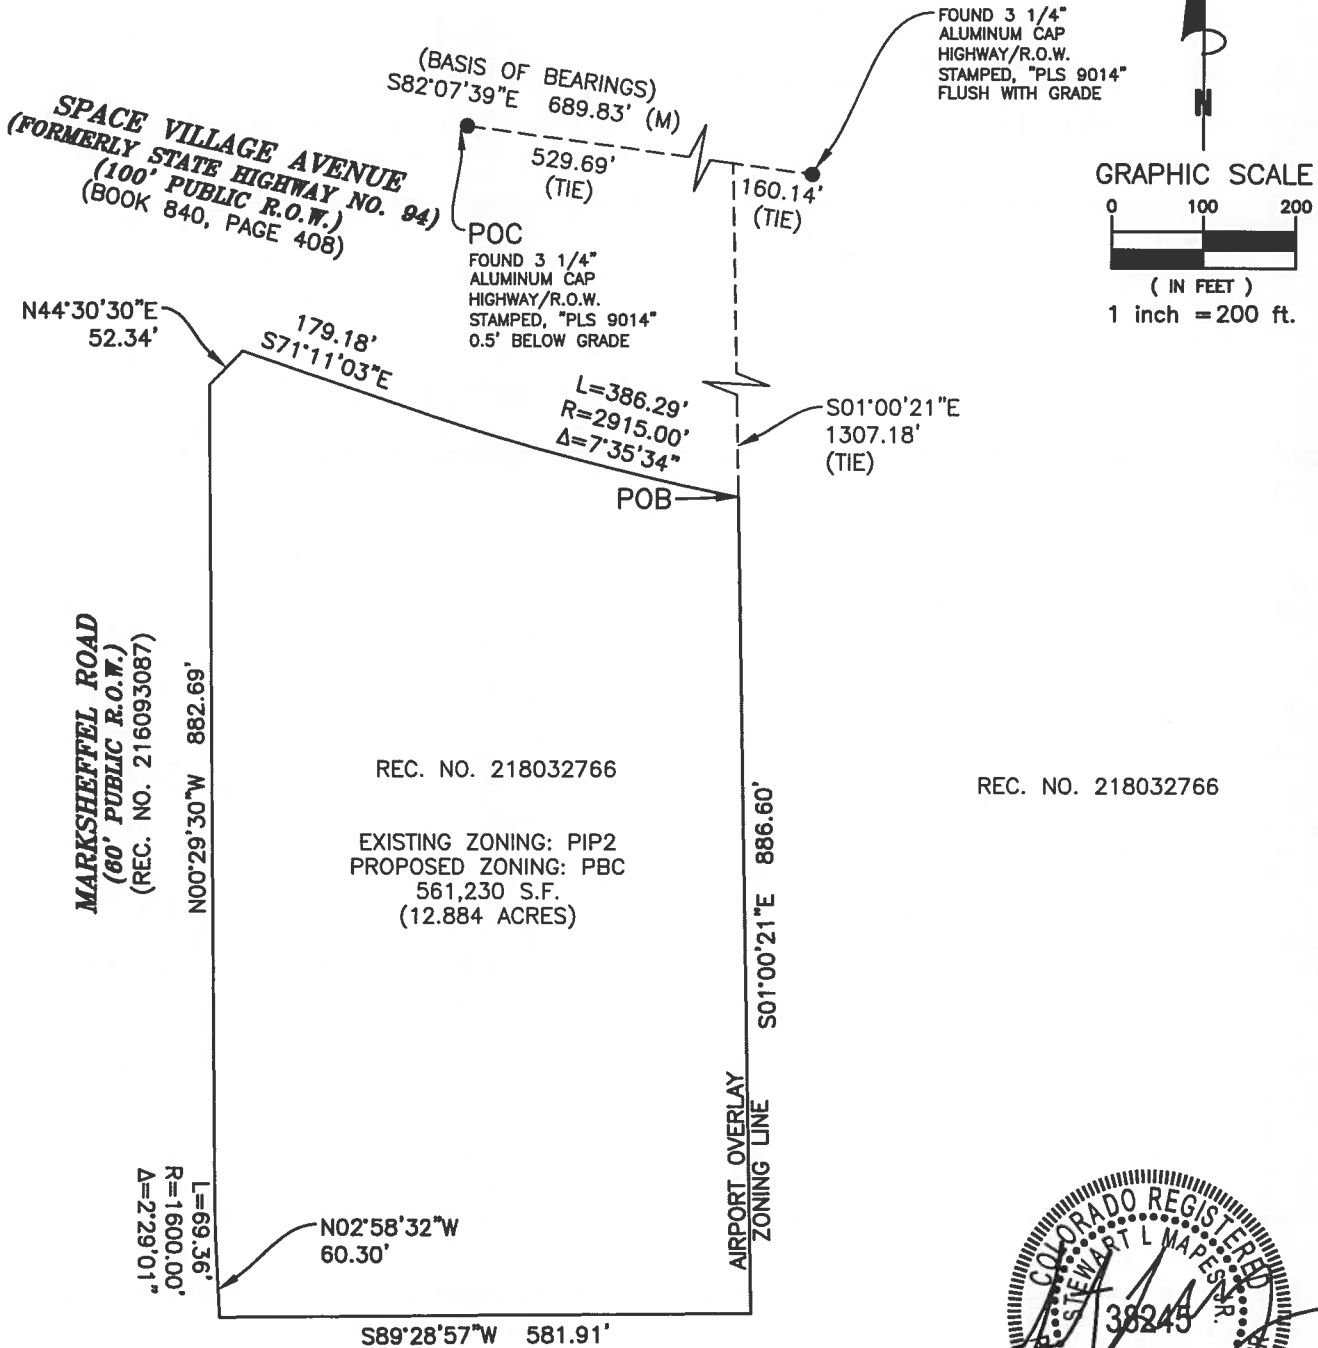 (BASIS OF BEARINGS)
S82°07'39"E 689.83' (M)
529.69'
(TIE)
160.14'
(TIE)
FOUND 3 1/4"
ALUMINUM CAP
HIGHWAY/R.O.W.
STAMPED, "PLS 9014"
FLUSH WITH GRADE
N
GRAPHIC SCALE
0 100 200
( IN FEET )
1 inch = 200 ft.
SPACE VILLAGE AVENUE
(FORMERLY STATE HIGHWAY NO. 94)
(100' PUBLIC R.O.W.)
(BOOK 840, PAGE 408)
POC
FOUND 3 1/4"
ALUMINUM CAP
HIGHWAY/R.O.W.
STAMPED, "PLS 9014"
0.5' BELOW GRADE
N44°30'30"E
52.34'
179.18'
S71°11'03"E
L=386.29'
R=2915.00'
Δ=7°35'34"
S01°00'21"E
1307.18'
(TIE)
POB
MARKSHEFFEL ROAD
(60' PUBLIC R.O.W.)
(REC. NO. 216093087)
N00°29'30"W 882.69'
REC. NO. 218032766
EXISTING ZONING: PIP2
PROPOSED ZONING: PBC
561,230 S.F.
(12.884 ACRES)
S01°00'21"E 886.60'
REC. NO. 218032766
AIRPORT OVERLAY
ZONING LINE
L=69.36'
R=1600.00'
Δ=2°29'01"
N02°58'32"W
60.30'
S89°28'57"W 581.91'
COLORADO REGISTERED
STEWART L MAPES JR.
38245